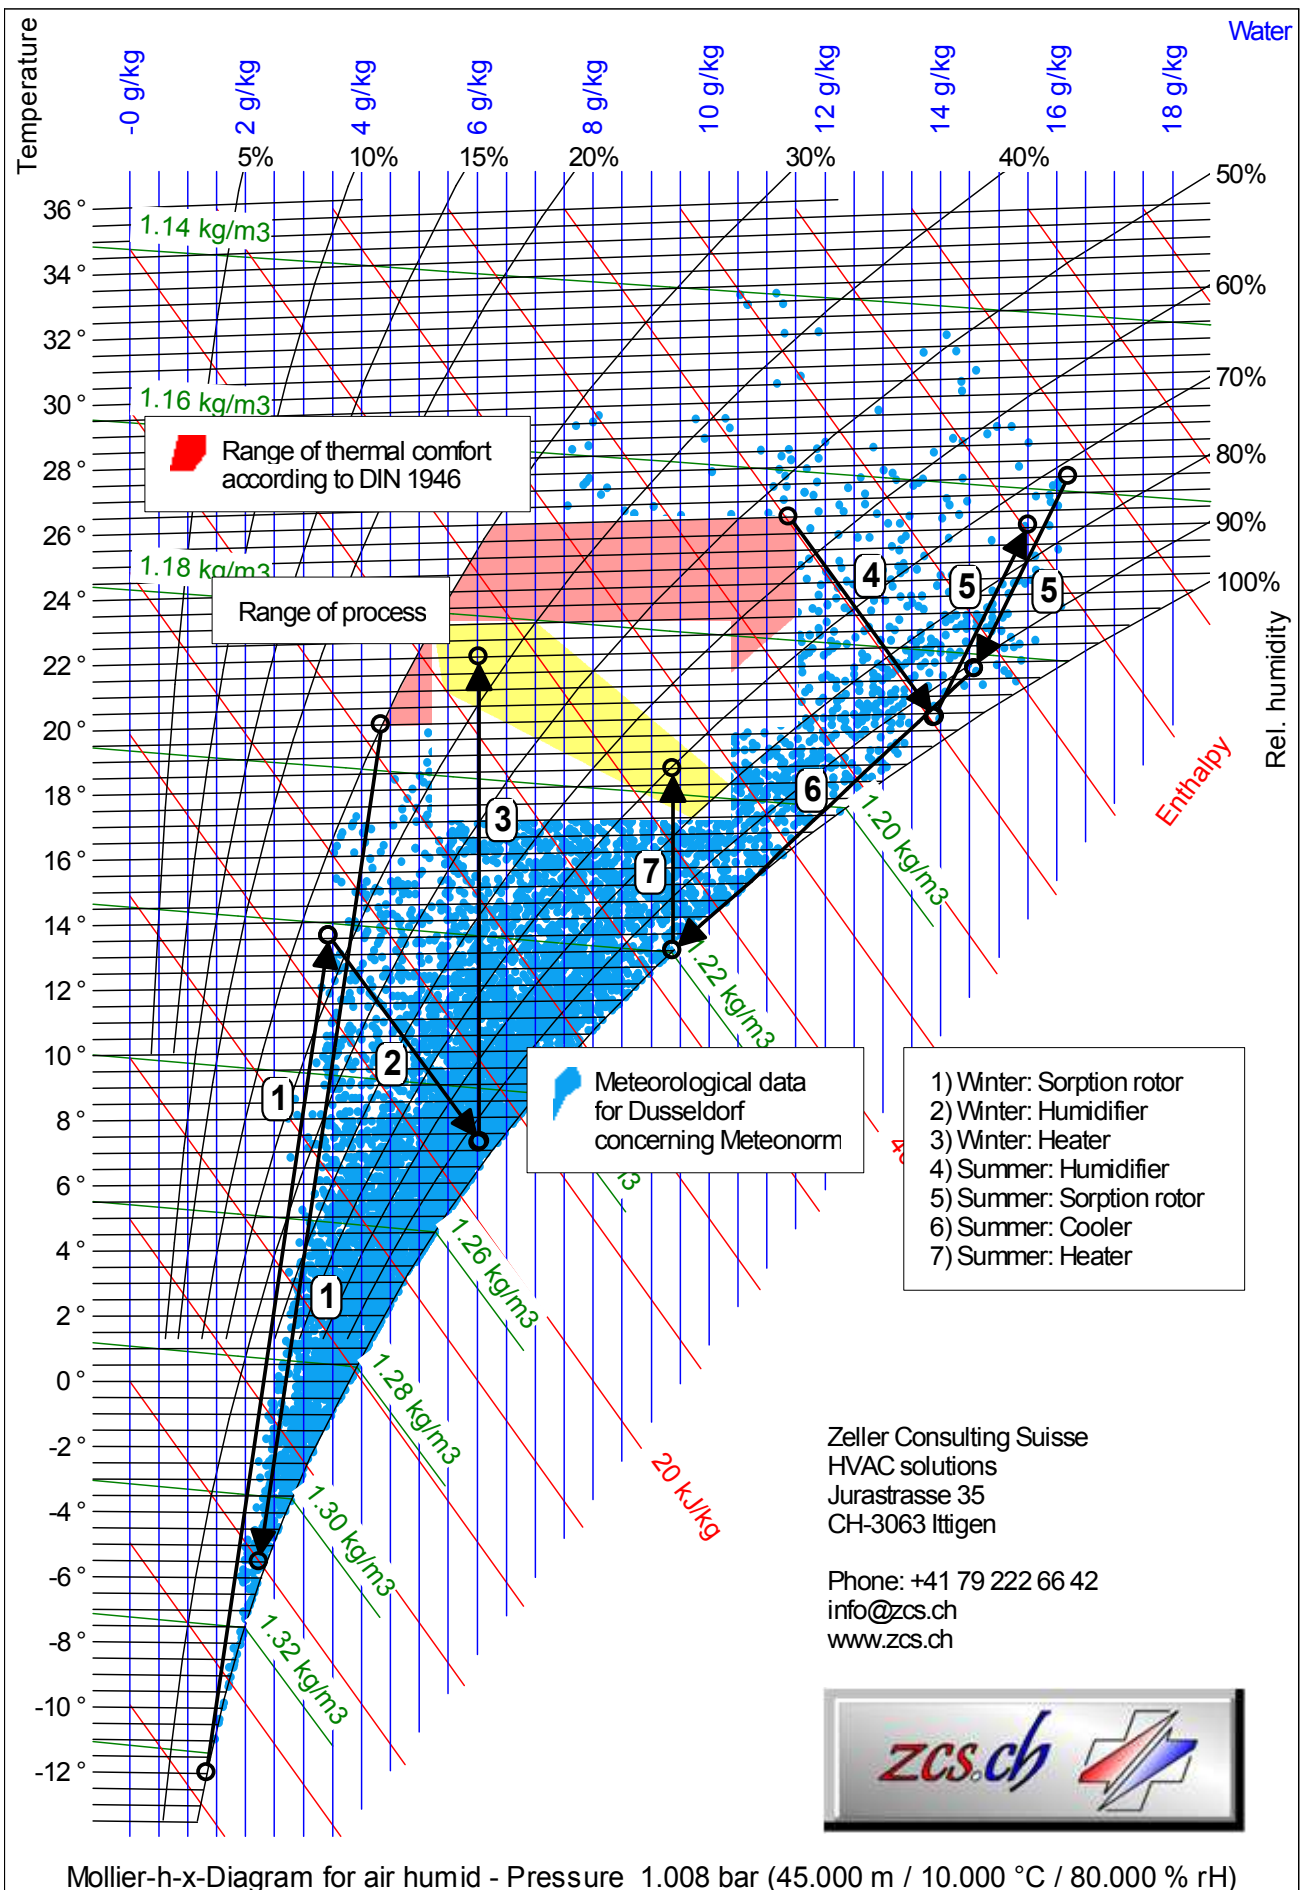 Temperature
Water
-0 g/kg
2 g/kg
4 g/kg
6 g/kg
8 g/kg
10 g/kg
12 g/kg
14 g/kg
16 g/kg
18 g/kg
5%
10%
15%
20%
30%
40%
50%
60%
70%
80%
90%
100%
Rel. humidity
36 °
34 °
32 °
30 °
28 °
26 °
24 °
22 °
20 °
18 °
16 °
14 °
12 °
10 °
8 °
6 °
4 °
2 °
0 °
-2 °
-4 °
-6 °
-8 °
-10 °
-12 °
1.14 kg/m3
1.16 kg/m3
Range of thermal comfort
according to DIN 1946
1.18 kg/m3
Range of process
4
5
5
6
3
7
2
1
1
Enthalpy
1.20 kg/m3
1.22 kg/m3
1.26 kg/m3
1.28 kg/m3
1.30 kg/m3
1.32 kg/m3
20 kJ/kg
Meteorological data
for Dusseldorf
concerning Meteonorm
1) Winter: Sorption rotor
2) Winter: Humidifier
3) Winter: Heater
4) Summer: Humidifier
5) Summer: Sorption rotor
6) Summer: Cooler
7) Summer: Heater
Zeller Consulting Suisse
HVAC solutions
Jurastrasse 35
CH-3063 Ittigen
Phone: +41 79 222 66 42
info@zcs.ch
www.zcs.ch
zcs.ch
Mollier-h-x-Diagram for air humid - Pressure 1.008 bar (45.000 m / 10.000 °C / 80.000 % rH)